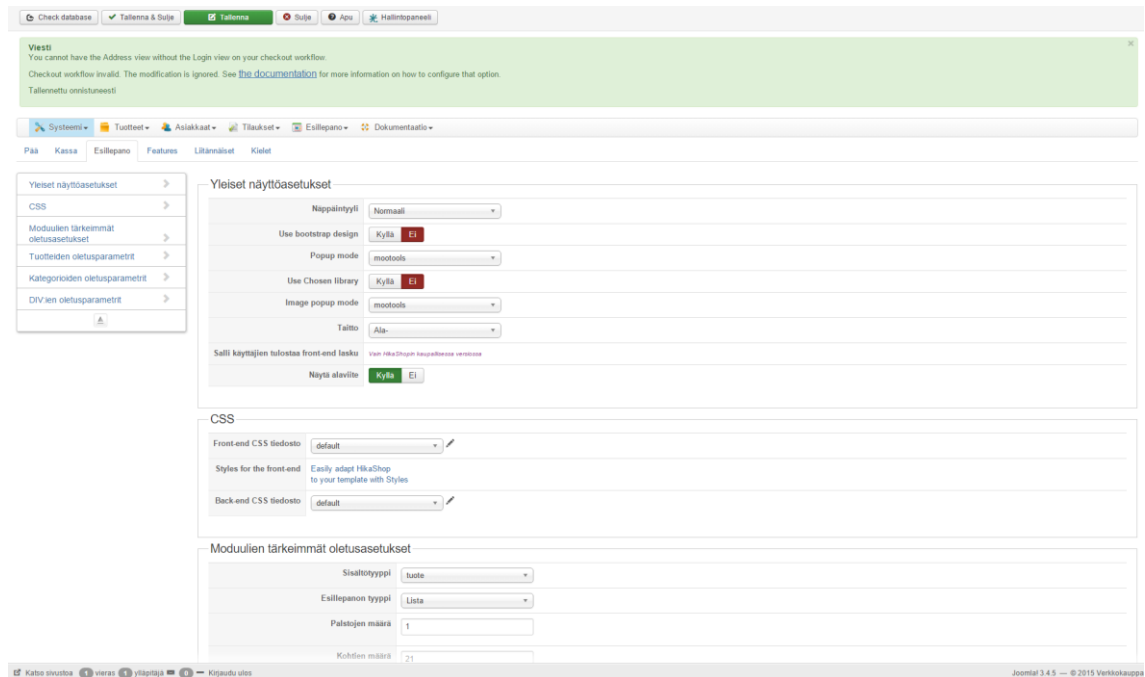 Check database Tallenna & Sulje Tallenna Sulje Apu Hallintopaneeli
Viesti
You cannot have the Address view without the Login view on your checkout workflow.
Checkout workflow invalid. The modification is ignored. See the documentation for more information on how to configure that option.
Tallennettu onnistuneesti
Systeemi Tuotteet Asiakkaat Tilaukset Esillepano Dokumentaatio
Pää Kassa Esillepano Features Liitännäiset Kielet
Yleiset näyttöasetukset
CSS
Moduulien tärkeimmät
oletusasetukset
Tuotteiden oletusparametrit
Kategorioiden oletusparametrit
DIV:ien oletusparametrit
Yleiset näyttöasetukset
Näppäintyyli Normaali
Use bootstrap design Kyllä Ei
Popup mode mootools
Use Chosen library Kyllä Ei
Image popup mode mootools
Taitto Ala-
Salli käyttäjien tulostaa front-end lasku Vain HikaShopin kaupallisessa versiossa
Näytä alaviite Kyllä Ei
CSS
Front-end CSS tiedosto default
Styles for the front-end Easily adapt HikaShop
to your template with Styles
Back-end CSS tiedosto default
Moduulien tärkeimmät oletusasetukset
Sisältötyyppi tuote
Esillepanon tyyppi Lista
Palstojen määrä 1
Kohtien määrä 21
Katso sivustoa 1 vieras 1 ylläpitäjä 0 Kirjaudu ulos
Joomla! 3.4.5 — © 2015 Verkkokauppa